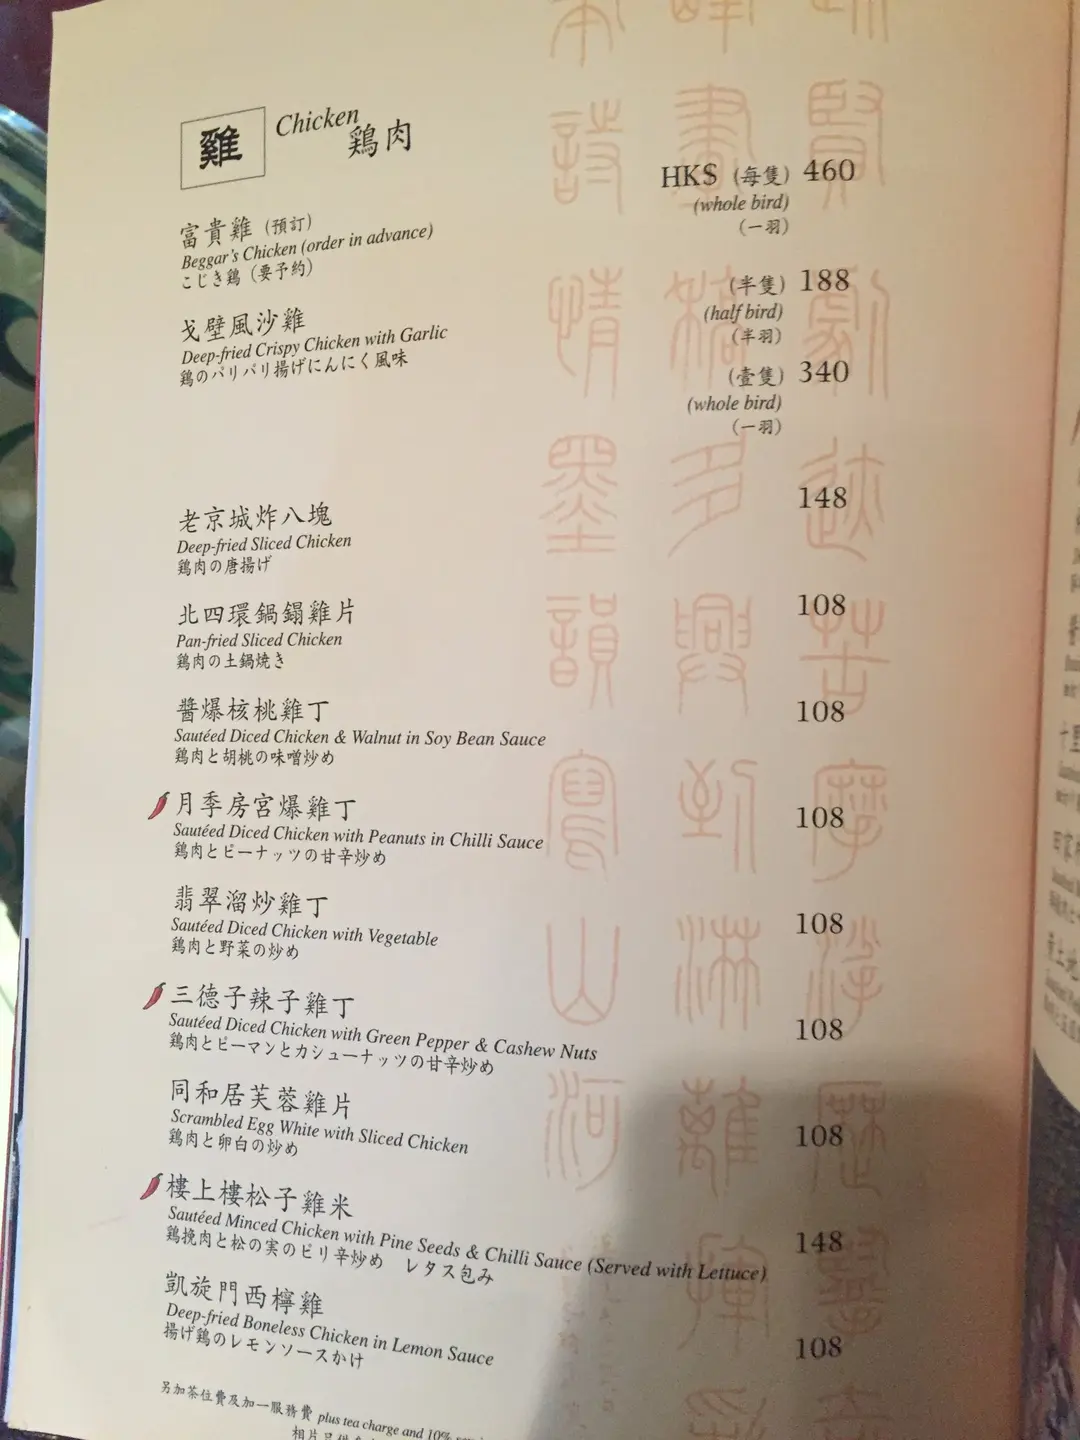 雞 Chicken
鶏肉
富貴雞 (預訂) HK$ (每隻) 460
Beggar's Chicken (order in advance) (whole bird)
こじき鶏 (要予約) (一羽)
戈壁風沙雞 (半隻) 188
Deep-fried Crispy Chicken with Garlic (half bird)
鶏のパリパリ揚げにんにく風味 (半羽)
(壹隻) 340
(whole bird)
(一羽)
老京城炸八塊 148
Deep-fried Sliced Chicken
鶏肉の唐揚げ
北四環鍋鎉雞片 108
Pan-fried Sliced Chicken
鶏肉の土鍋焼き
醬爆核桃雞丁 108
Sautéed Diced Chicken & Walnut in Soy Bean Sauce
鶏肉と胡桃の味噌炒め
月季房宮爆雞丁 108
Sautéed Diced Chicken with Peanuts in Chilli Sauce
鶏肉とピーナッツの甘辛炒め
翡翠溜炒雞丁 108
Sautéed Diced Chicken with Vegetable
鶏肉と野菜の炒め
三德子辣子雞丁 108
Sautéed Diced Chicken with Green Pepper & Cashew Nuts
鶏肉とピーマンとカシューナッツの甘辛炒め
同和居芙蓉雞片 108
Scrambled Egg White with Sliced Chicken
鶏肉と卵白の炒め
樓上樓松子雞米 148
Sautéed Minced Chicken with Pine Seeds & Chilli Sauce (Served with Lettuce)
鶏挽肉と松の実のピリ辛炒め レタス包み
凱旋門西檸雞 108
Deep-fried Boneless Chicken in Lemon Sauce
揚げ鶏のレモンソースかけ
另加茶位費及加一服務費 plus tea charge and 10%